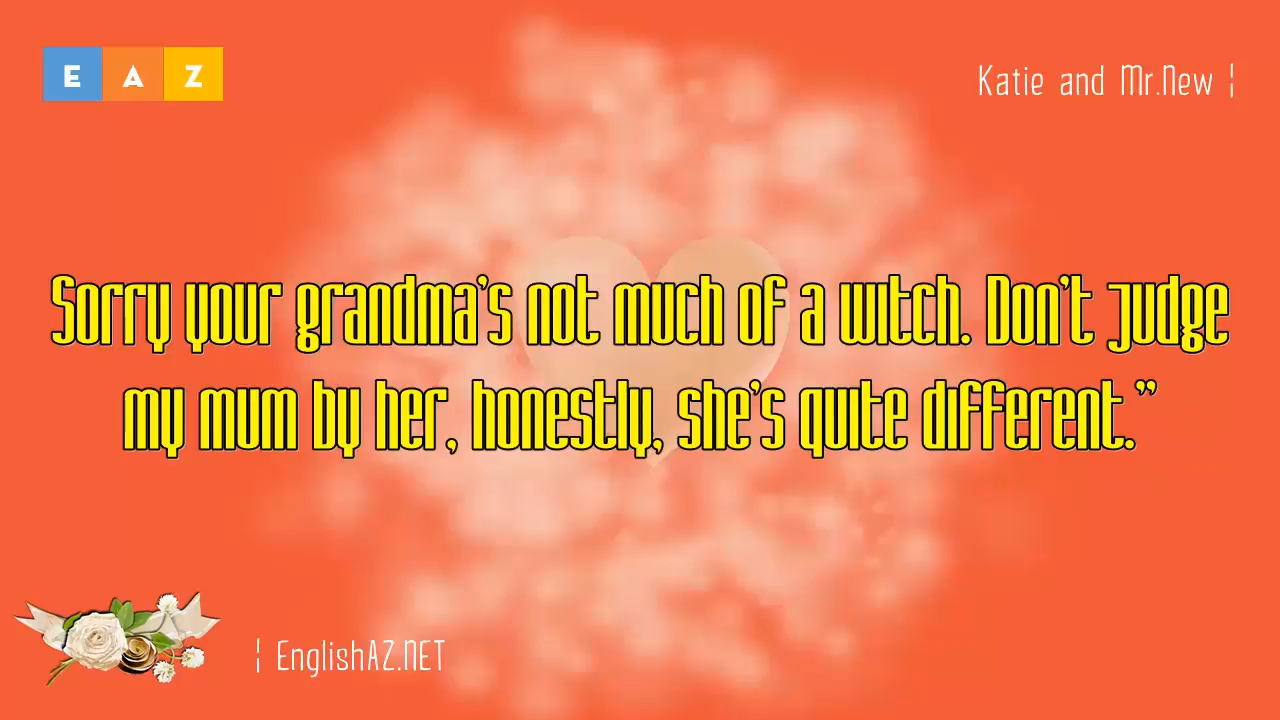 E A Z
Katie and Mr.New ¦
Sorry your grandma’s not much of a witch. Don’t judge
my mum by her, honestly, she’s quite different.”
¦ EnglishAZ.NET